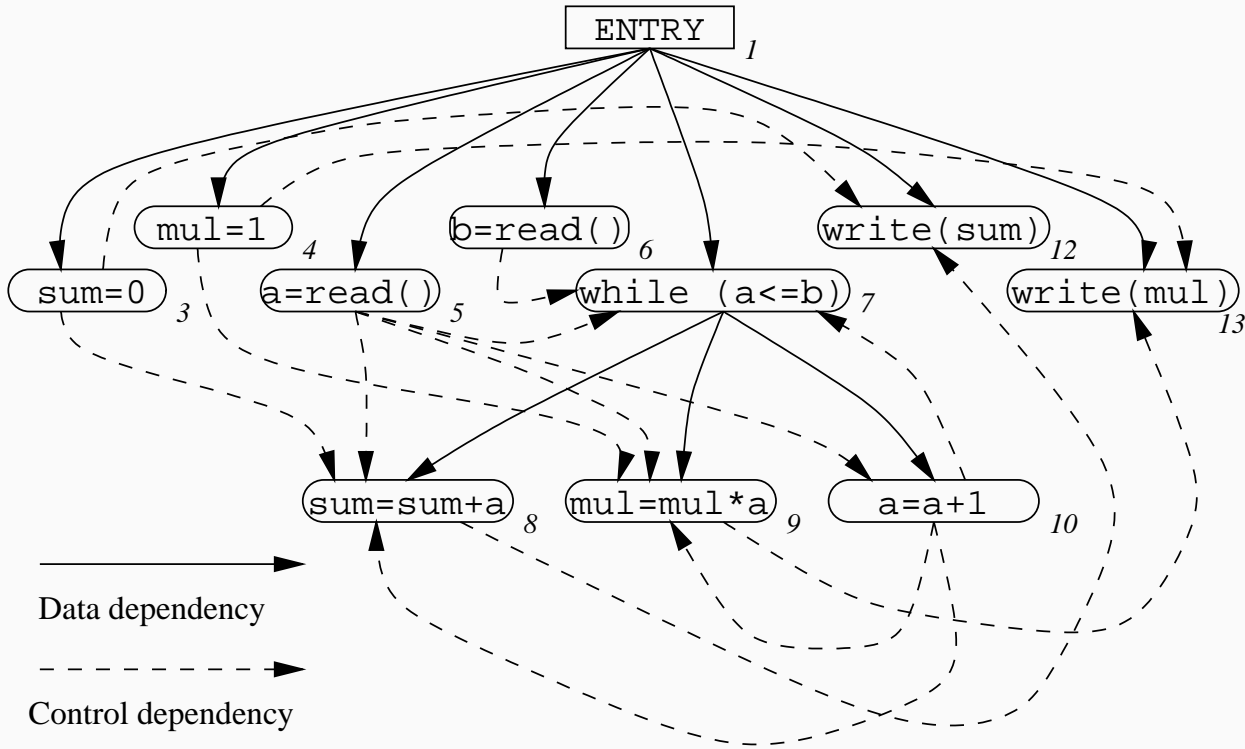 ENTRY
1
mul=1
4
b=read()
6
write(sum)
12
sum=0
3
a=read()
5
while (a<=b)
7
write(mul)
13
sum=sum+a
8
mul=mul*a
9
a=a+1
10
Data dependency
Control dependency